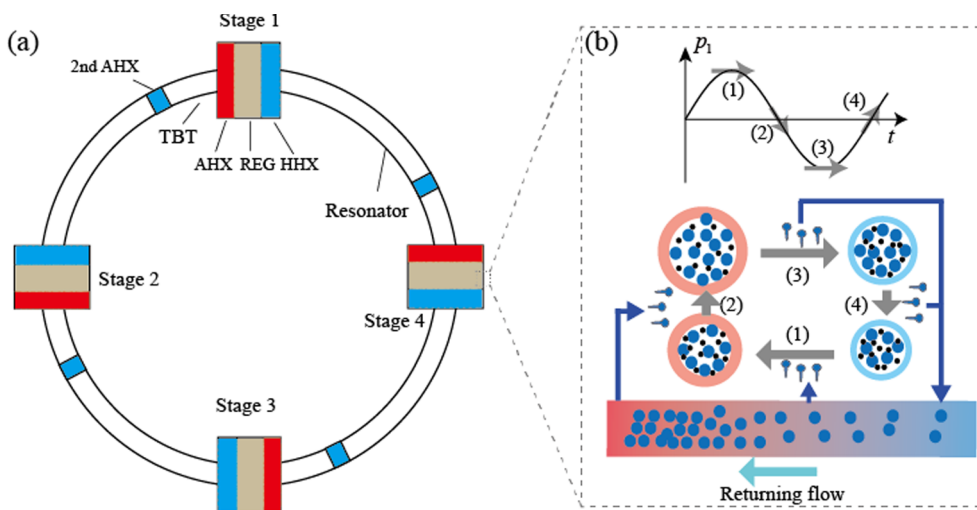 (a)
Stage 1
2nd AHX
TBT
AHX REG HHX
Resonator
Stage 2
Stage 4
Stage 3
(b)
p1
(1)
(2)
(3)
(4)
t
(3)
(2)
(4)
(1)
Returning flow